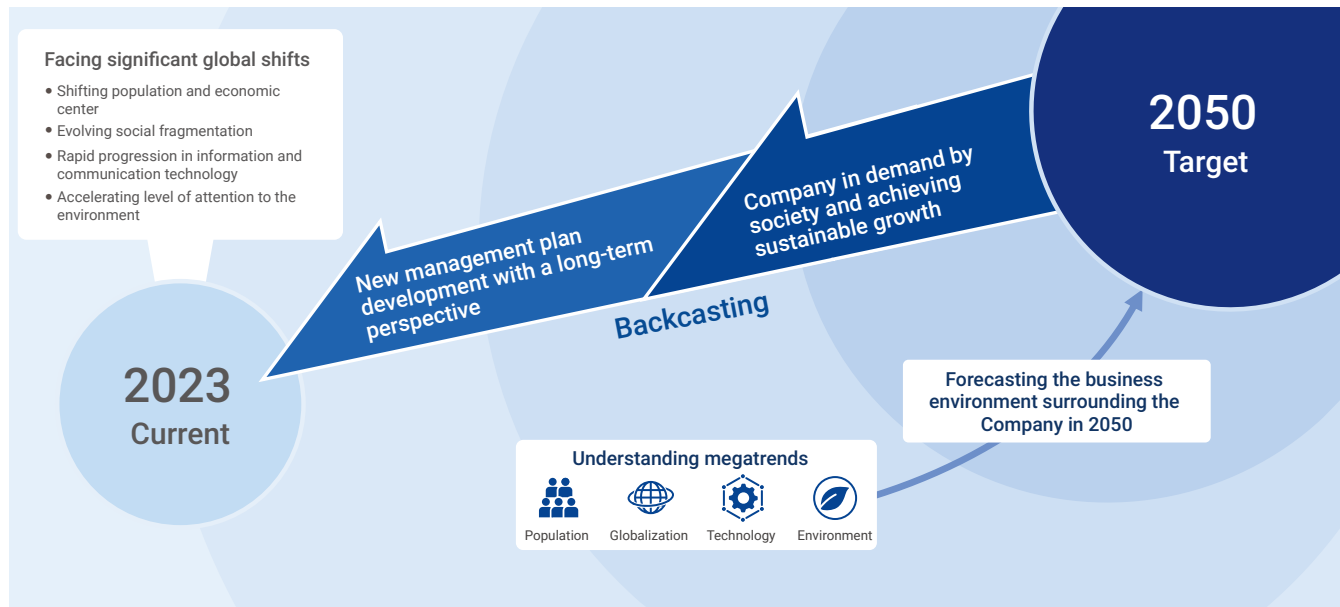 Facing significant global shifts
• Shifting population and economic
center
• Evolving social fragmentation
• Rapid progression in information and
communication technology
• Accelerating level of attention to the
environment
2023
Current
New management plan
development with a long-term
perspective
Backcasting
Company in demand by
society and achieving
sustainable growth
2050
Target
Understanding megatrends
Population
Globalization
Technology
Environment
Forecasting the business
environment surrounding the
Company in 2050